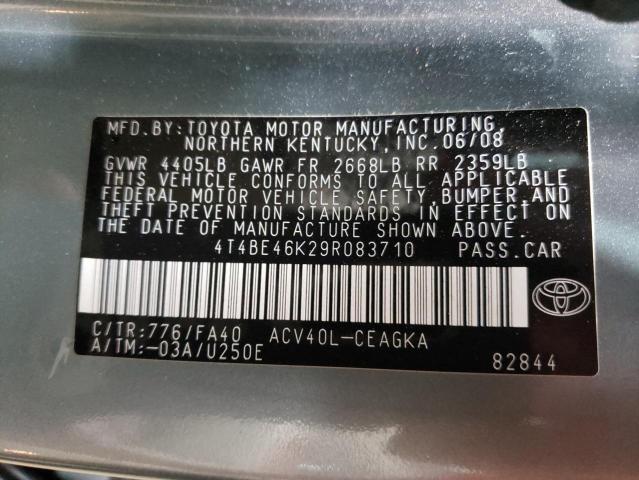 MFD.BY:TOYOTA MOTOR MANUFACTURING,
NORTHERN KENTUCKY,INC.06/08
GVWR 4405LB GAWR FR 2668LB RR 2359LB
THIS VEHICLE CONFORMS TO ALL APPLICABLE
FEDERAL MOTOR VEHICLE SAFETY,BUMPER,AND
THEFT PREVENTION STANDARDS IN EFFECT ON
THE DATE OF MANUFACTURE SHOWN ABOVE.
4T4BE46K29R083710 PASS.CAR
C/TR:776/FA40 ACV40L-CEAGKA
A/TM:-03A/U250E
82844